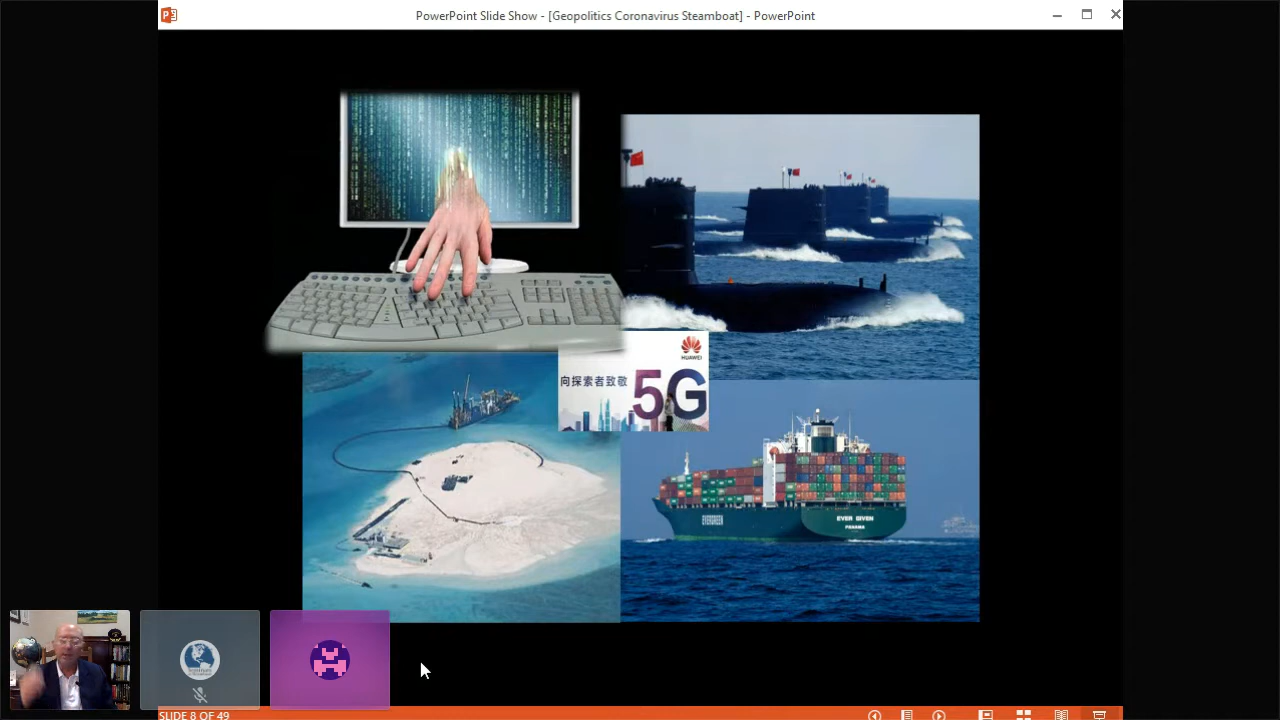 PowerPoint Slide Show - [Geopolitics Coronavirus Steamboat] - PowerPoint
HUAWEI
向探索者致敬 5G
EVERGREEN
EVER GIVEN
PANAMA
SLIDE 8 OF 49